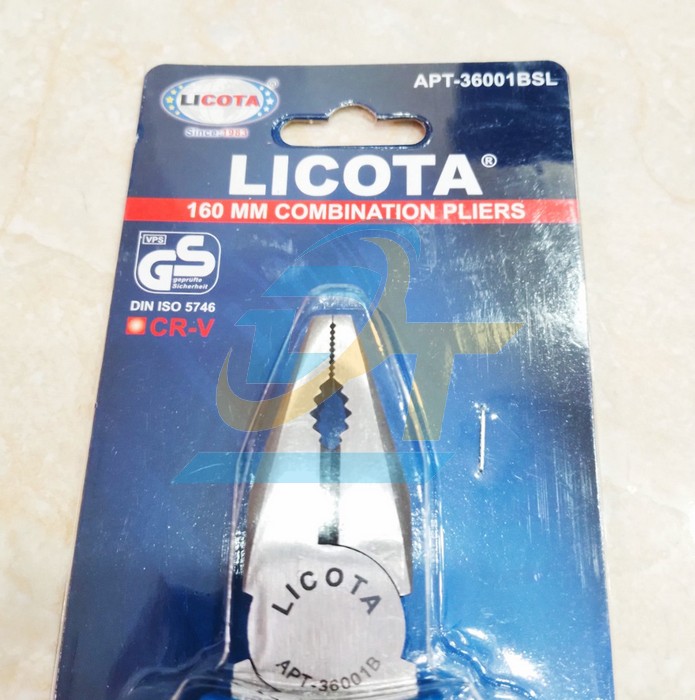 LICOTA
Since 1983
APT-36001BSL
LICOTA®
160 MM COMBINATION PLIERS
VPS
GS
geprüfte
Sicherheit
DIN ISO 5746
CR-V
LICOTA
APT-36001B